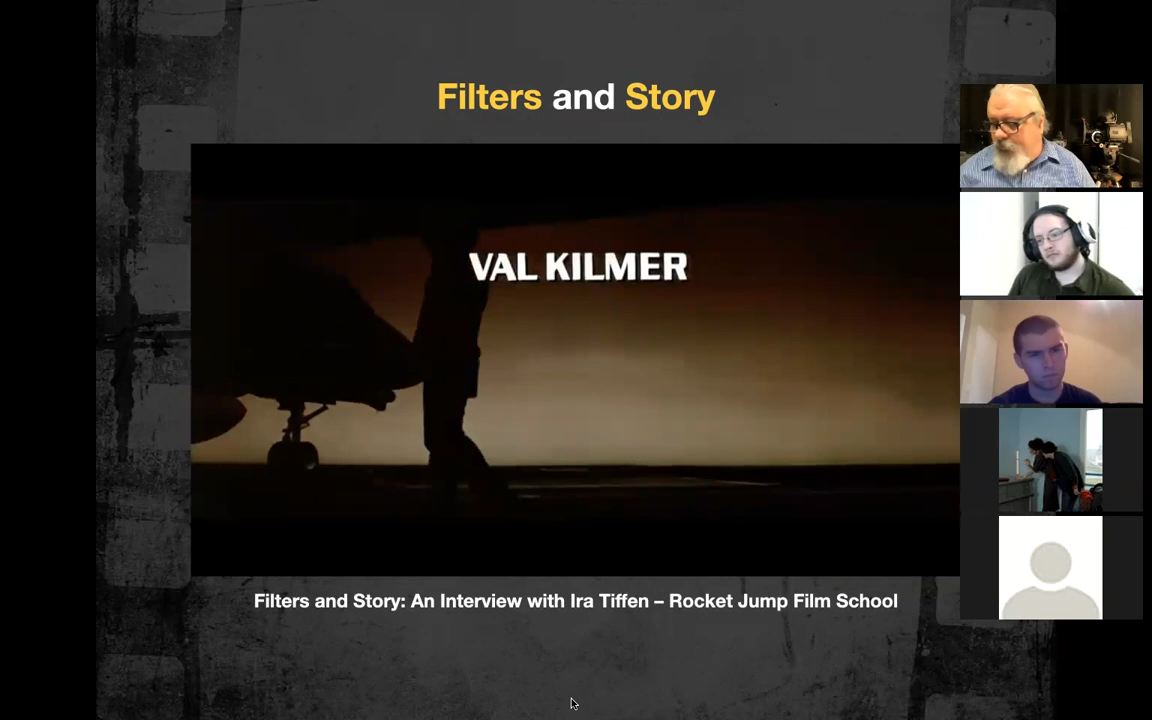 Filters and Story
VAL KILMER
Filters and Story: An Interview with Ira Tiffen – Rocket Jump Film School